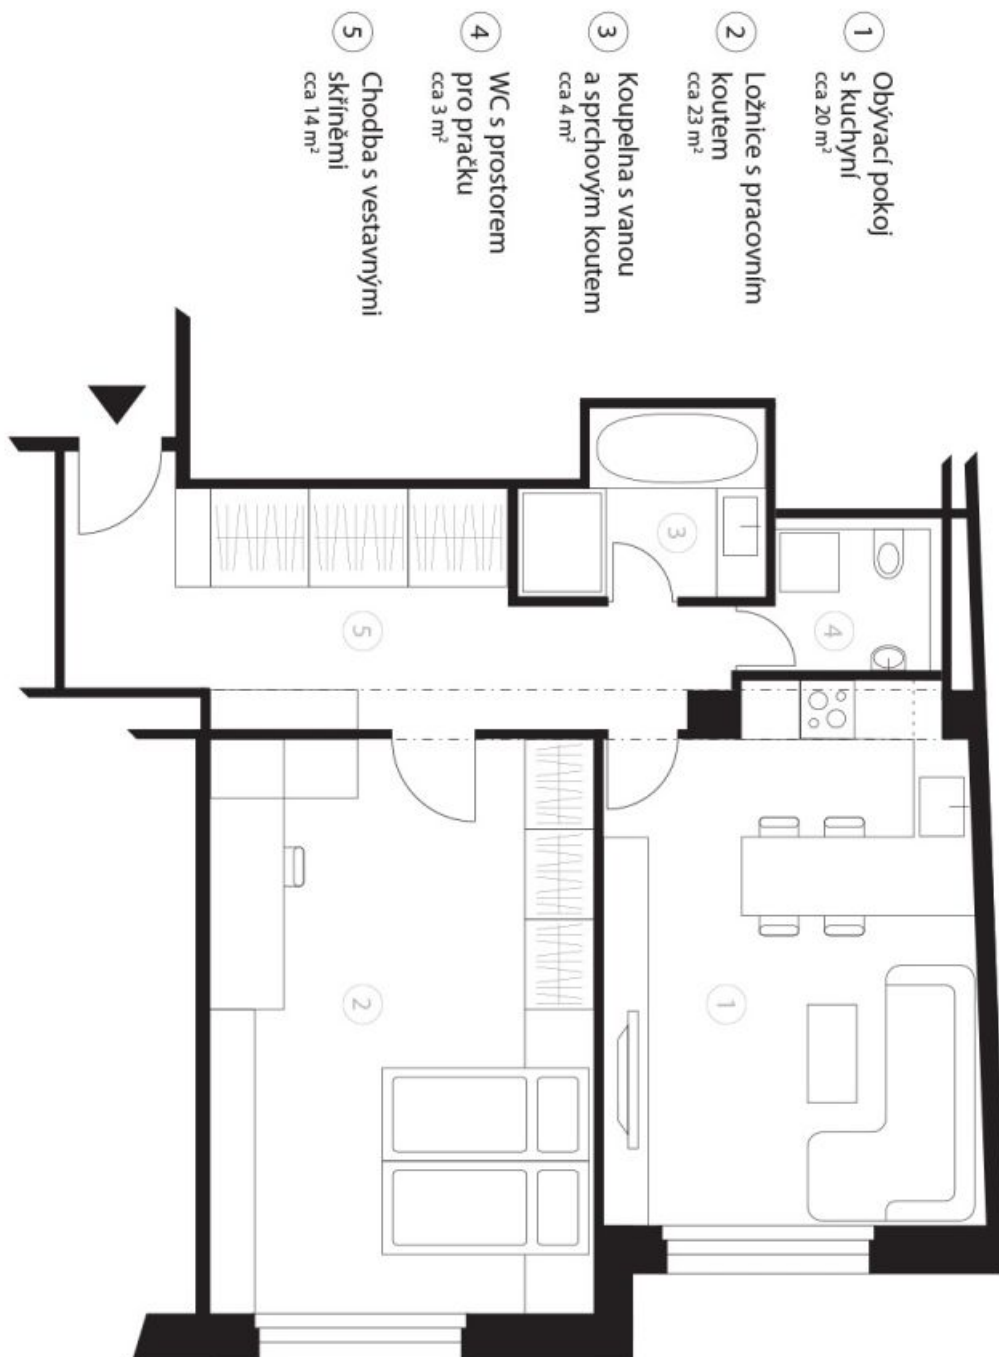 1
Obývací pokoj
s kuchyní
cca 20 m²
2
Ložnice s pracovním
koutem
cca 23 m²
3
Koupelna s vanou
a sprchovým koutem
cca 4 m²
4
WC s prostorem
pro pračku
cca 3 m²
5
Chodba s vestavnými
skříněmi
cca 14 m²
3
4
5
2
1